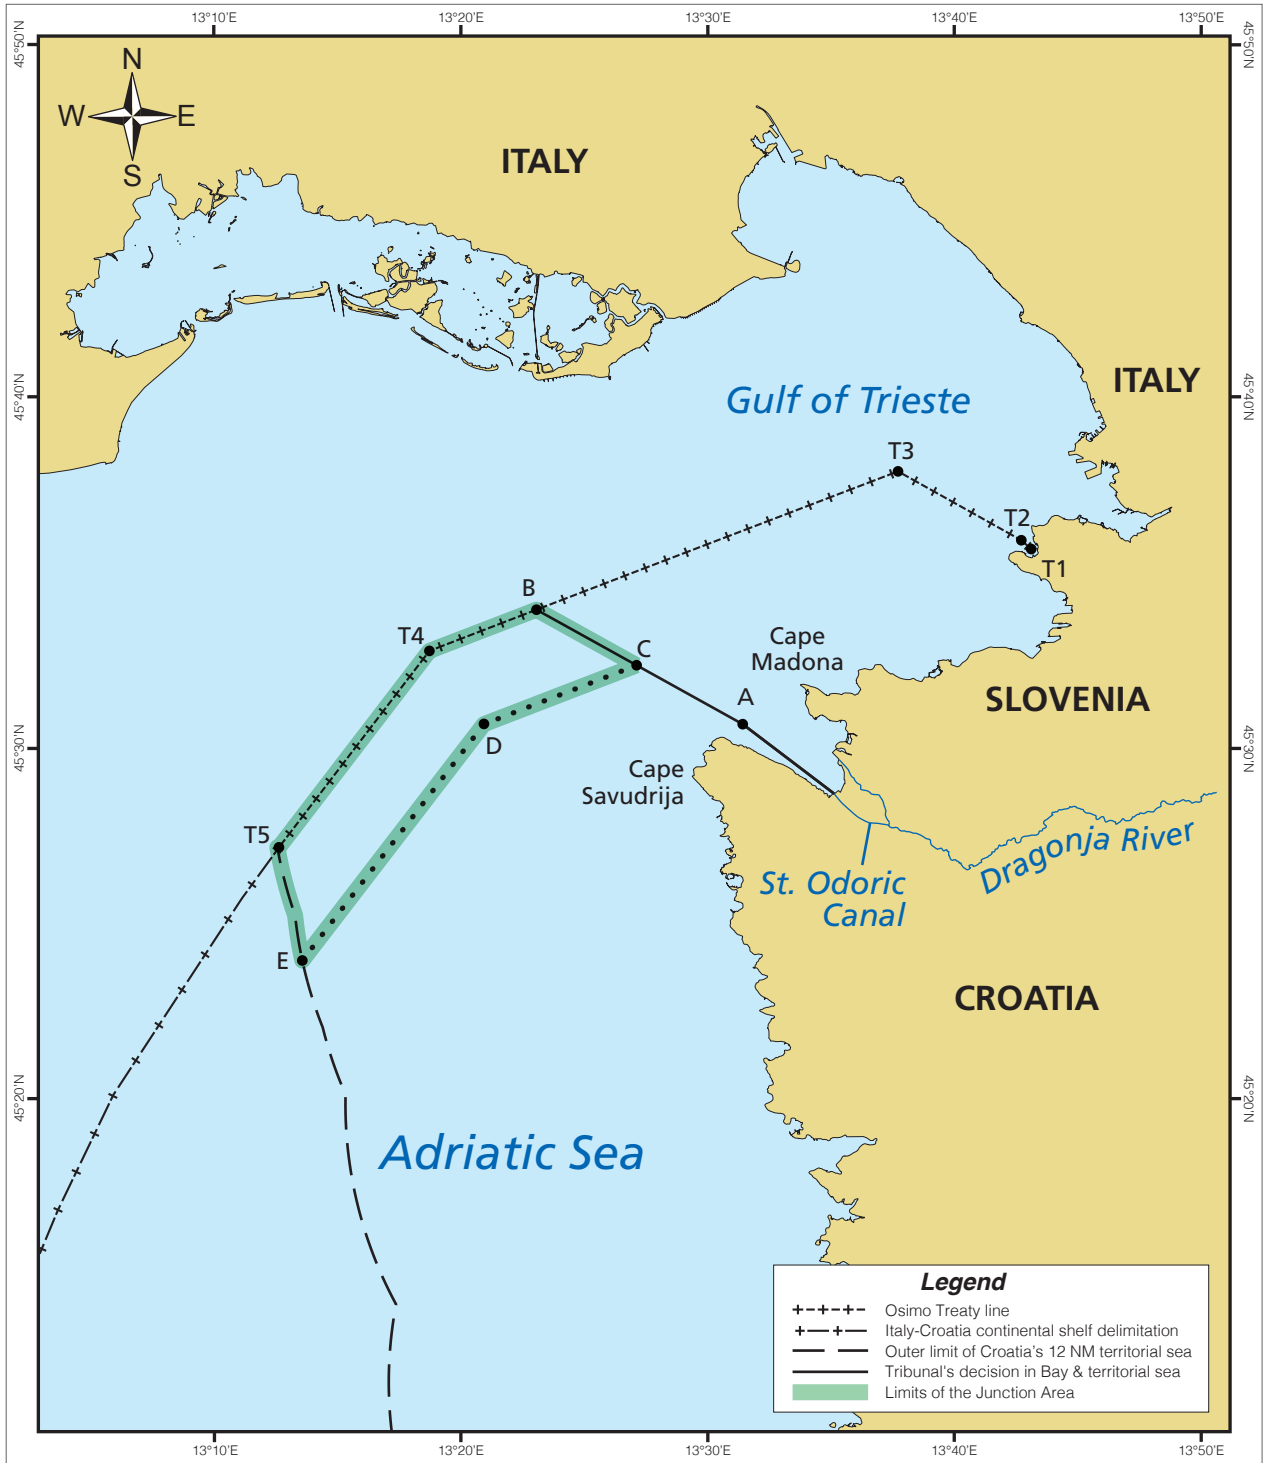 13°10'E
13°20'E
13°30'E
13°40'E
13°50'E
45°50'N
45°50'N
N
W
E
S
ITALY
ITALY
45°40'N
45°40'N
Gulf of Trieste
T3
T2
T1
B
T4
C
Cape
Madona
A
SLOVENIA
D
45°30'N
45°30'N
Cape
Savudrija
T5
Dragonja River
St. Odoric
Canal
E
CROATIA
45°20'N
45°20'N
Adriatic Sea
Legend
Osimo Treaty line
Italy-Croatia continental shelf delimitation
Outer limit of Croatia's 12 NM territorial sea
Tribunal's decision in Bay & territorial sea
Limits of the Junction Area
13°10'E
13°20'E
13°30'E
13°40'E
13°50'E